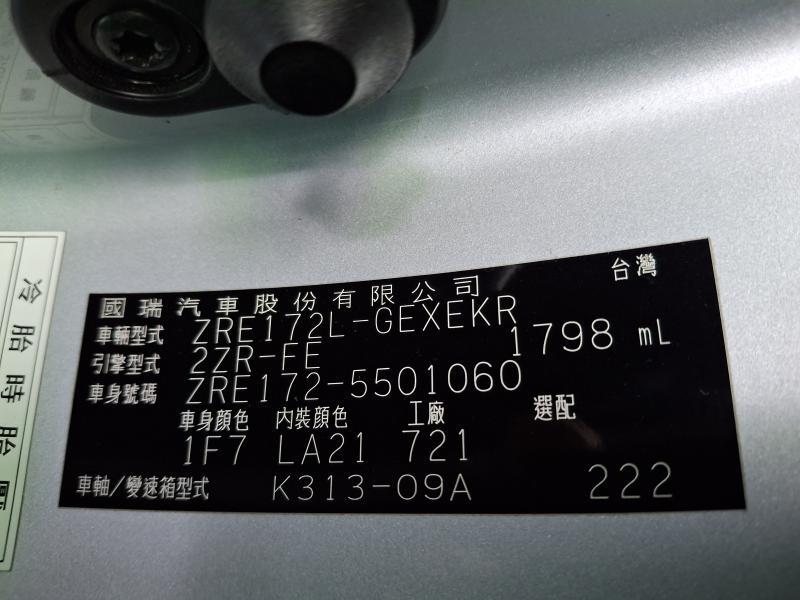 國瑞汽車股份有限公司 台灣
車輛型式 ZRE172L-GEXEKR
引擎型式 2ZR-FE 1798 mL
車身號碼 ZRE172-5501060
車身顏色 內裝顏色 工廠 選配
1F7 LA21 721
車軸/變速箱型式 K313-09A 222
冷胎時胎壓